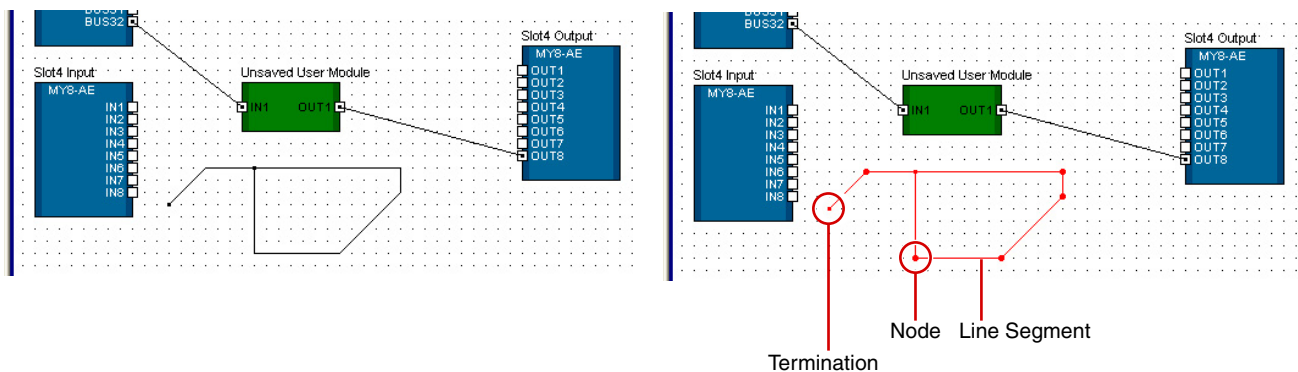 BUS31
BUS32
Slot4 Input
MY8-AE
IN1
IN2
IN3
IN4
IN5
IN6
IN7
IN8
Unsaved User Module
IN1 OUT1
Slot4 Output
MY8-AE
OUT1
OUT2
OUT3
OUT4
OUT5
OUT6
OUT7
OUT8
BUS31
BUS32
Slot4 Input
MY8-AE
IN1
IN2
IN3
IN4
IN5
IN6
IN7
IN8
Unsaved User Module
IN1 OUT1
Slot4 Output
MY8-AE
OUT1
OUT2
OUT3
OUT4
OUT5
OUT6
OUT7
OUT8
Node
Line Segment
Termination